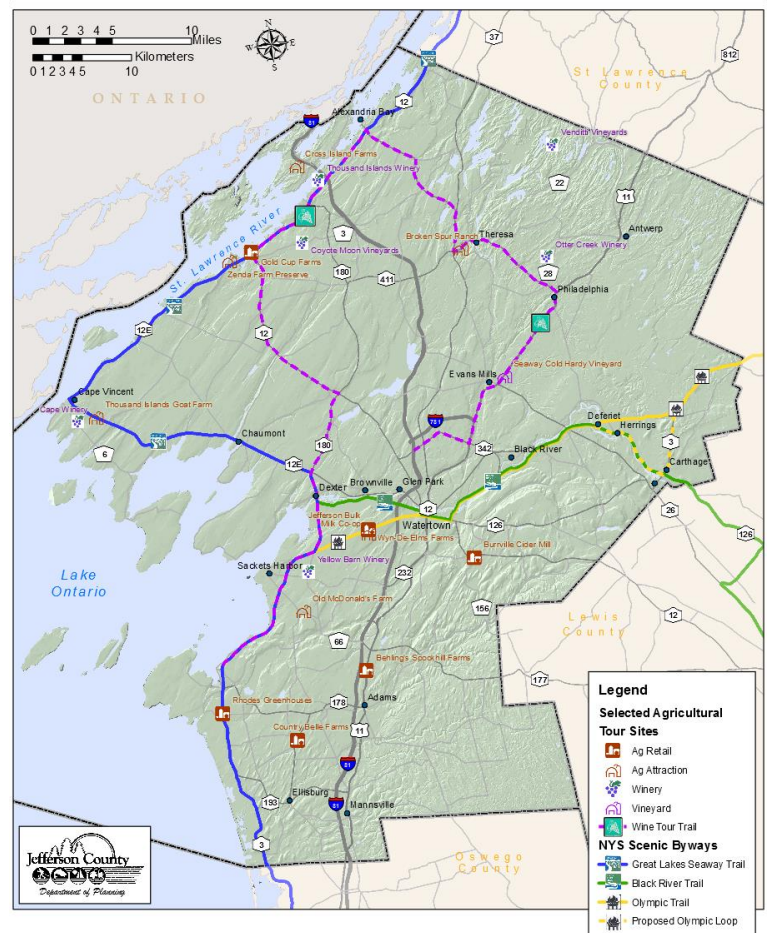 0 1 2 3 4 5 10
Miles
Kilometers
0 1 2 3 4 5 10
N
W E
S
37
812
St Lawrence
County
ONTARIO
12
81
Alexandria Bay
Venditti Vineyards
Cross Island Farms
Thousand Islands Winery
22
11
3
Broken Spur Ranch
Theresa
Antwerp
St. Lawrence River
Coyote Moon Vineyards
Otter Creek Winery
Gold Cup Farms
Zenda Farm Preserve
180
411
28
Philadelphia
12E
12
Seaway Cold Hardy Vineyard
Evans Mills
Cape Vincent
Thousand Islands Goat Farm
Cape Winery
781
Deferiet
Herrings
Chaumont
180
342
Black River
3
6
12E
Carthage
Dexter
Brownville
Glen Park
12
26
Jefferson Bulk
Milk Co-op
Watertown
126
126
Wyn-De-Elms Farms
Burrville Cider Mill
Yellow Barn Winery
Sackets Harbor
232
Lake
Ontario
Old McDonald's Farm
156
12
Lewis
County
66
Behling's Spookhill Farms
177
Rhodes Greenhouses
178
Adams
Country Belle Farms
11
81
193
Ellisburg
81
Mannsville
3
Oswego
County
Jefferson County
Department of Planning
Legend
Selected Agricultural
Tour Sites
Ag Retail
Ag Attraction
Winery
Vineyard
Wine Tour Trail
NYS Scenic Byways
Great Lakes Seaway Trail
Black River Trail
Olympic Trail
Proposed Olympic Loop